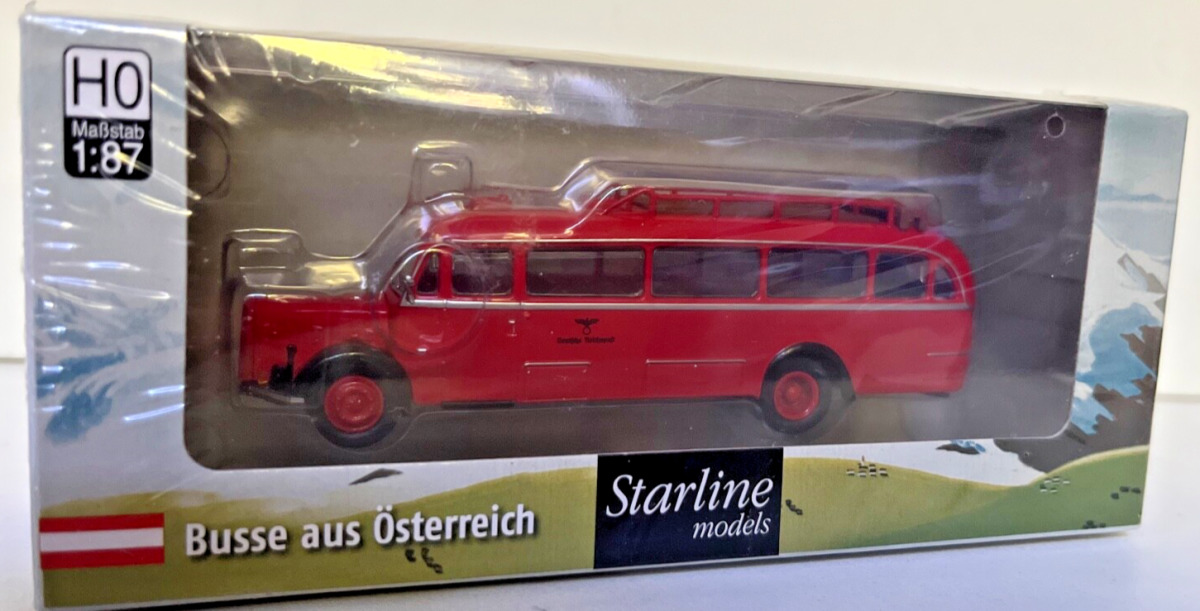 H0
Maßstab
1:87
Busse aus Österreich
Starline
models